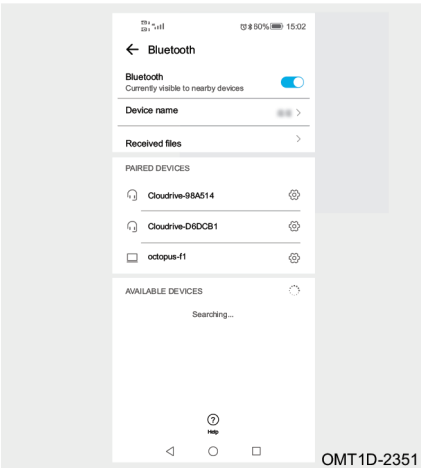 60% 15:02
Bluetooth
Bluetooth
Currently visible to nearby devices
Device name
Received files
PAIRED DEVICES
Cloudrive-98A514
Cloudrive-D6DCB1
octopus-f1
AVAILABLE DEVICES
Searching...
?
Help
OMT1D-2351